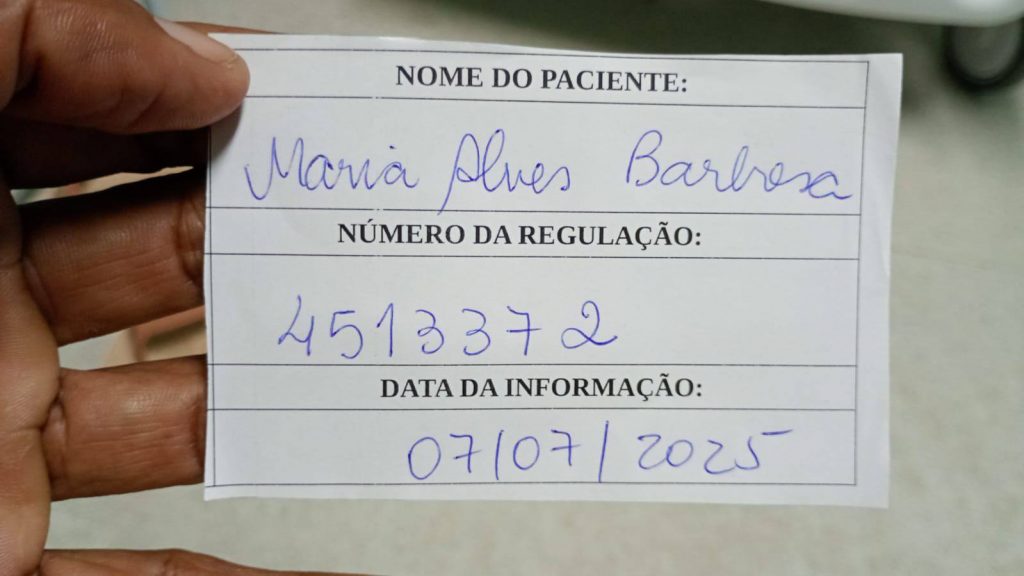 NOME DO PACIENTE:
Maria Alves Barbosa
NÚMERO DA REGULAÇÃO:
4513372
DATA DA INFORMAÇÃO:
07/07/2025